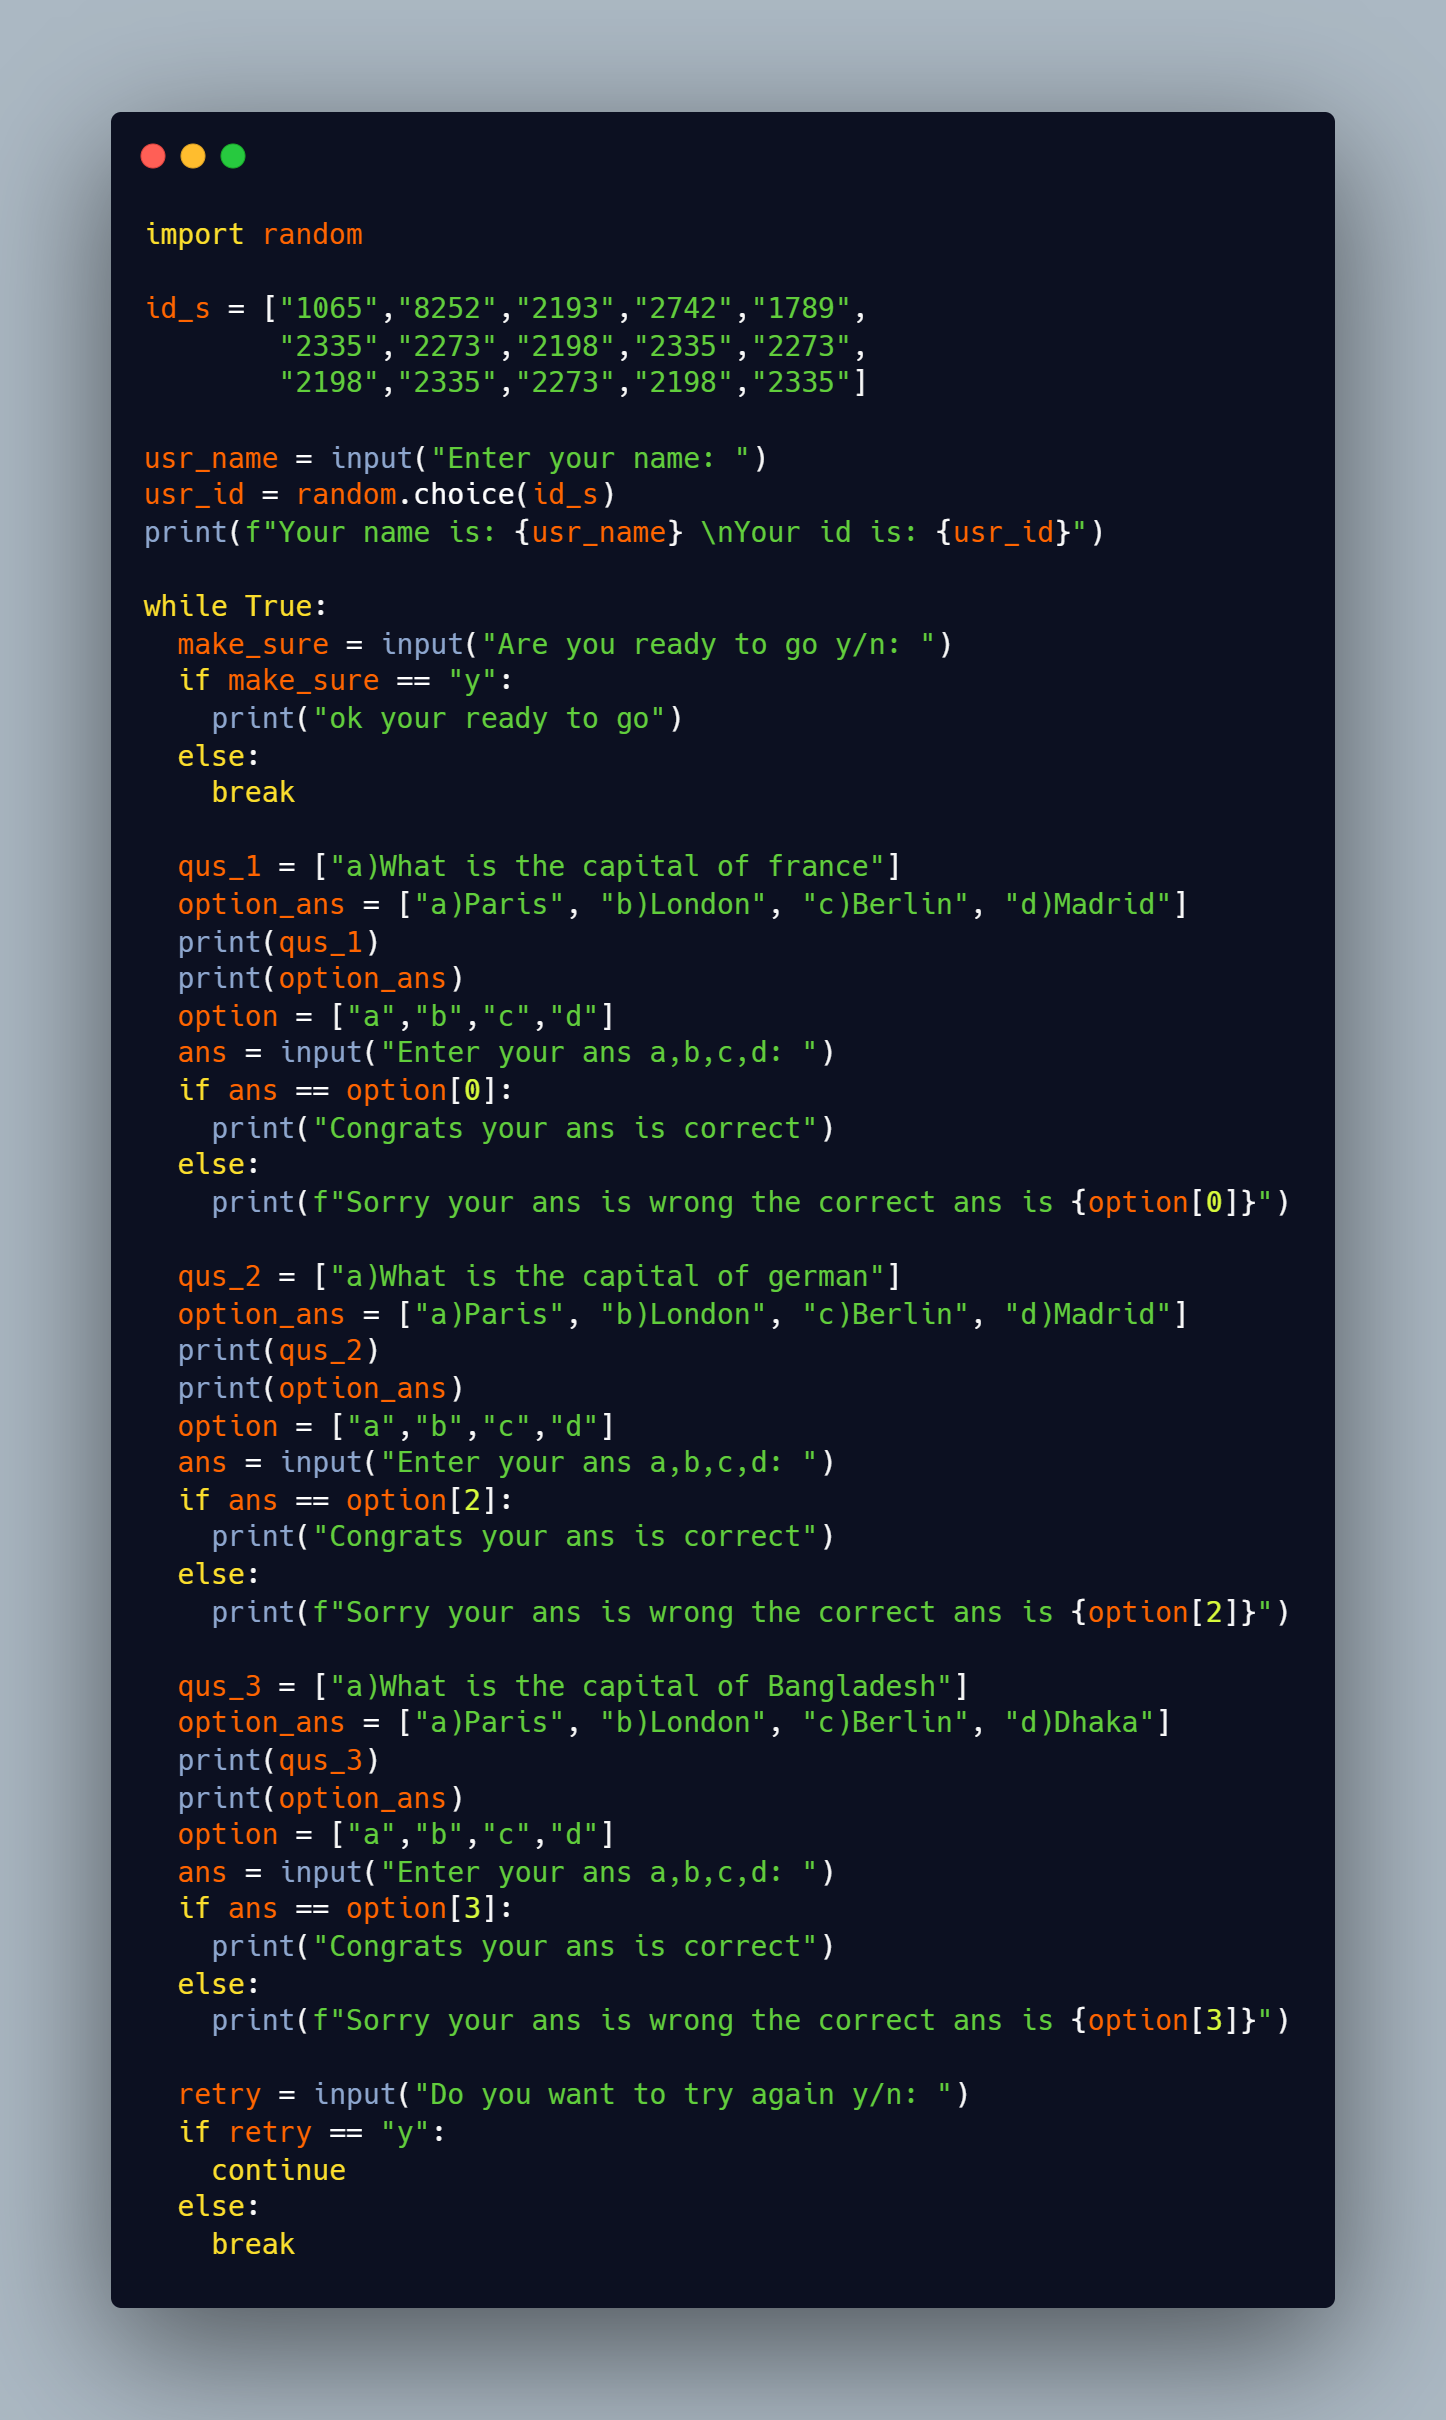 import random

id_s = ["1065","8252","2193","2742","1789",
        "2335","2273","2198","2335","2273",
        "2198","2335","2273","2198","2335"]

usr_name = input("Enter your name: ")
usr_id = random.choice(id_s)
print(f"Your name is: {usr_name} \nYour id is: {usr_id}")

while True:
  make_sure = input("Are you ready to go y/n: ")
  if make_sure == "y":
    print("ok your ready to go")
  else:
    break

  qus_1 = ["a)What is the capital of france"]
  option_ans = ["a)Paris", "b)London", "c)Berlin", "d)Madrid"]
  print(qus_1)
  print(option_ans)
  option = ["a","b","c","d"]
  ans = input("Enter your ans a,b,c,d: ")
  if ans == option[0]:
    print("Congrats your ans is correct")
  else:
    print(f"Sorry your ans is wrong the correct ans is {option[0]}")

  qus_2 = ["a)What is the capital of german"]
  option_ans = ["a)Paris", "b)London", "c)Berlin", "d)Madrid"]
  print(qus_2)
  print(option_ans)
  option = ["a","b","c","d"]
  ans = input("Enter your ans a,b,c,d: ")
  if ans == option[2]:
    print("Congrats your ans is correct")
  else:
    print(f"Sorry your ans is wrong the correct ans is {option[2]}")

  qus_3 = ["a)What is the capital of Bangladesh"]
  option_ans = ["a)Paris", "b)London", "c)Berlin", "d)Dhaka"]
  print(qus_3)
  print(option_ans)
  option = ["a","b","c","d"]
  ans = input("Enter your ans a,b,c,d: ")
  if ans == option[3]:
    print("Congrats your ans is correct")
  else:
    print(f"Sorry your ans is wrong the correct ans is {option[3]}")

  retry = input("Do you want to try again y/n: ")
  if retry == "y":
    continue
  else:
    break